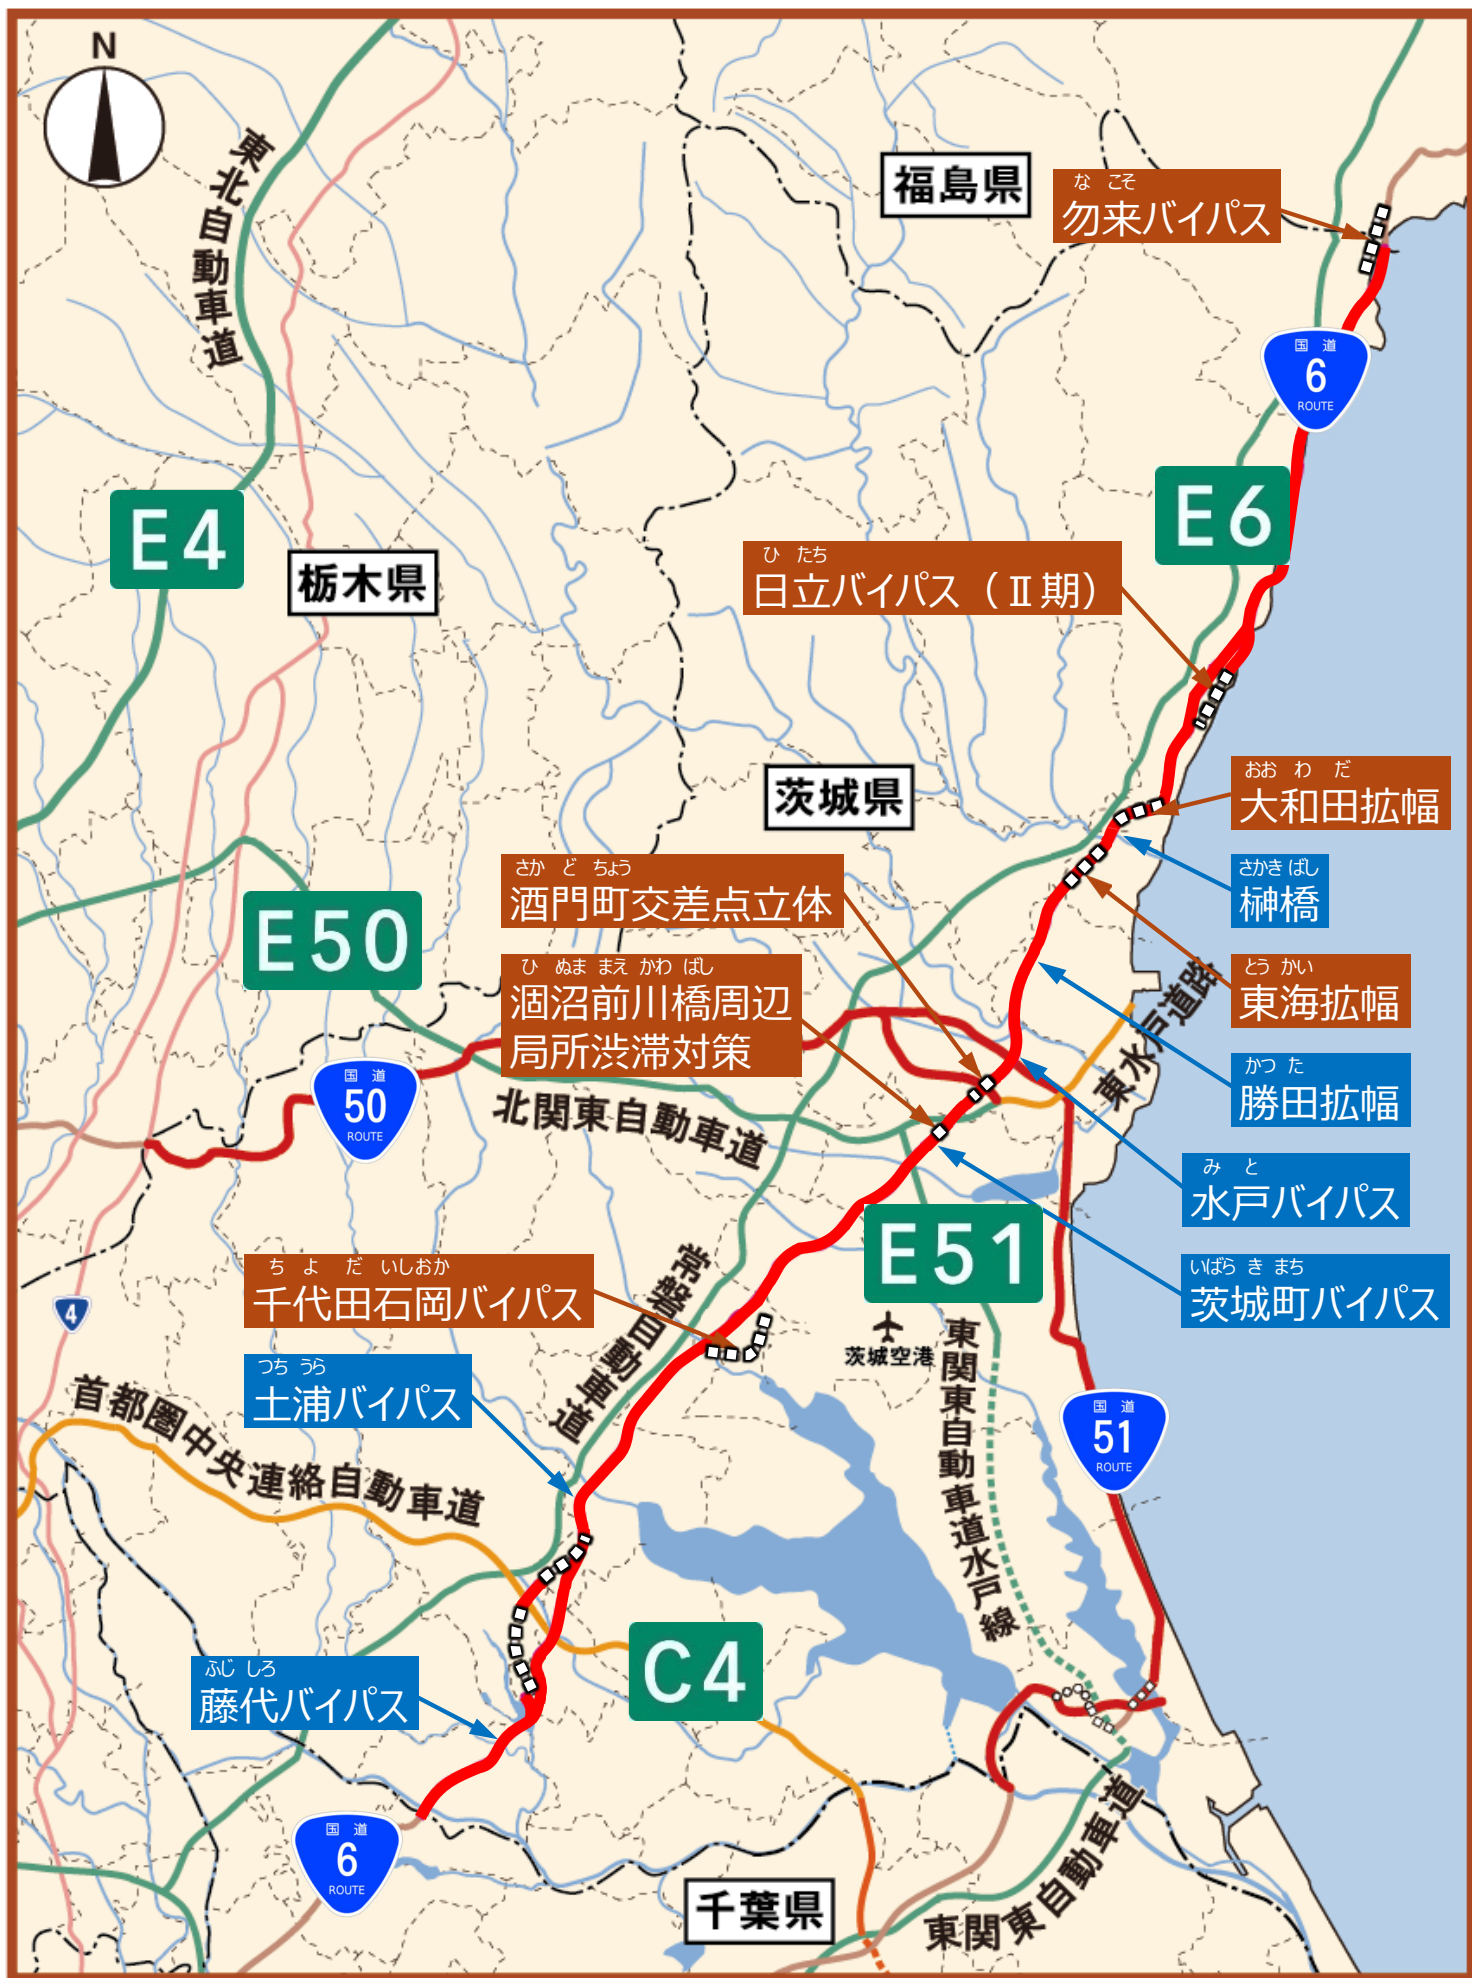 N
東北自動車道
福島県
な こそ
勿来バイパス
国道
6
ROUTE
E4
E6
栃木県
ひ たち
日立バイパス（Ⅱ期）
茨城県
おお わ だ
大和田拡幅
さか ど ちょう
酒門町交差点立体
さかき ばし
榊橋
E50
ひ ぬま まえ かわ ばし
涸沼前川橋周辺
局所渋滞対策
とう かい
東海拡幅
東水戸道路
国道
50
ROUTE
かつ た
勝田拡幅
北関東自動車道
み と
水戸バイパス
E51
いばら き まち
茨城町バイパス
ち よ だ いしおか
千代田石岡バイパス
常磐自動車道
4
茨城空港
東関東自動車道水戸線
つち うら
土浦バイパス
首都圏中央連絡自動車道
国道
51
ROUTE
C4
ふじ しろ
藤代バイパス
国道
6
ROUTE
千葉県
東関東自動車道